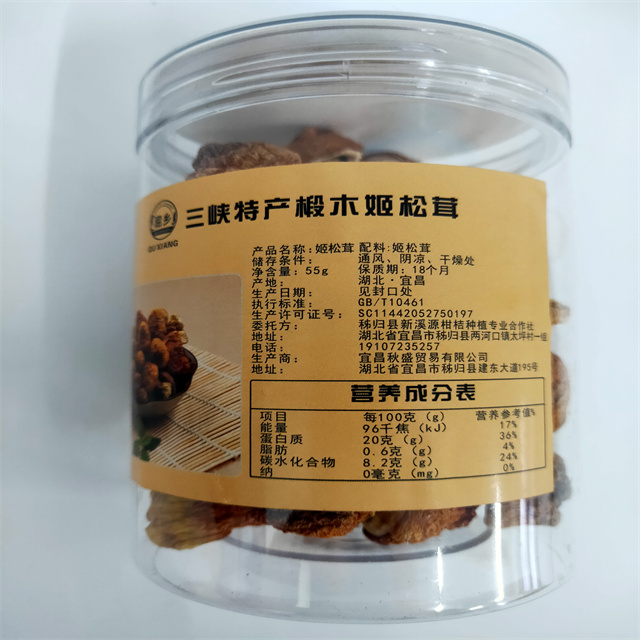 三峡特产椴木姬松茸
QU XIANG
产品名称:姬松茸 配料:姬松茸
储存条件: 通风、阴凉、干燥处
净含量: 55g 保质期: 18个月
产地: 湖北·宜昌
生产日期: 见封口处
执行标准: GB/T10461
生产许可证号: SC11442052750197
委托方: 秭归县新溪源柑桔种植专业合作社
地址: 湖北省宜昌市秭归县两河口镇太坪村一组
电话: 19107235257
生产商: 宜昌秋盛贸易有限公司
地址: 湖北省宜昌市秭归县建东大道195号
营养成分表
项目 每100克(g) 营养参考值%
能量 96千焦(kJ) 17%
蛋白质 20克(g) 36%
脂肪 0.6克(g) 4%
碳水化合物 8.2克(g) 24%
纳 0毫克(mg) 0%